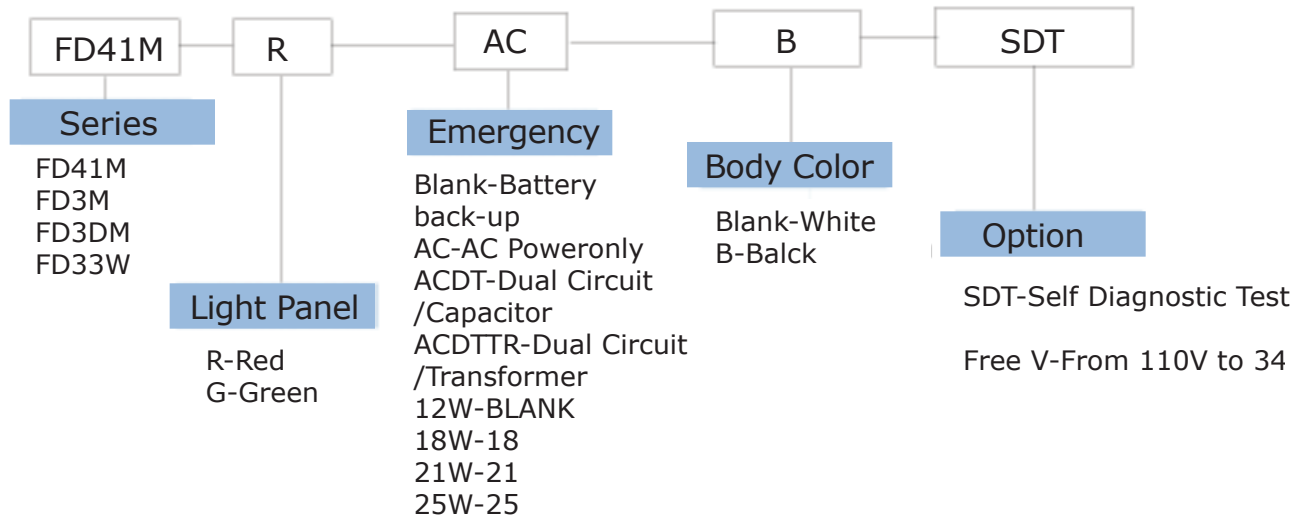 FD41M R AC B SDT
Series
FD41M
FD3M
FD3DM
FD33W
Light Panel
R-Red
G-Green
Emergency
Blank-Battery
back-up
AC-AC Poweronly
ACDT-Dual Circuit
/Capacitor
ACDTTR-Dual Circuit
/Transformer
12W-BLANK
18W-18
21W-21
25W-25
Body Color
Blank-White
B-Balck
Option
SDT-Self Diagnostic Test
Free V-From 110V to 34